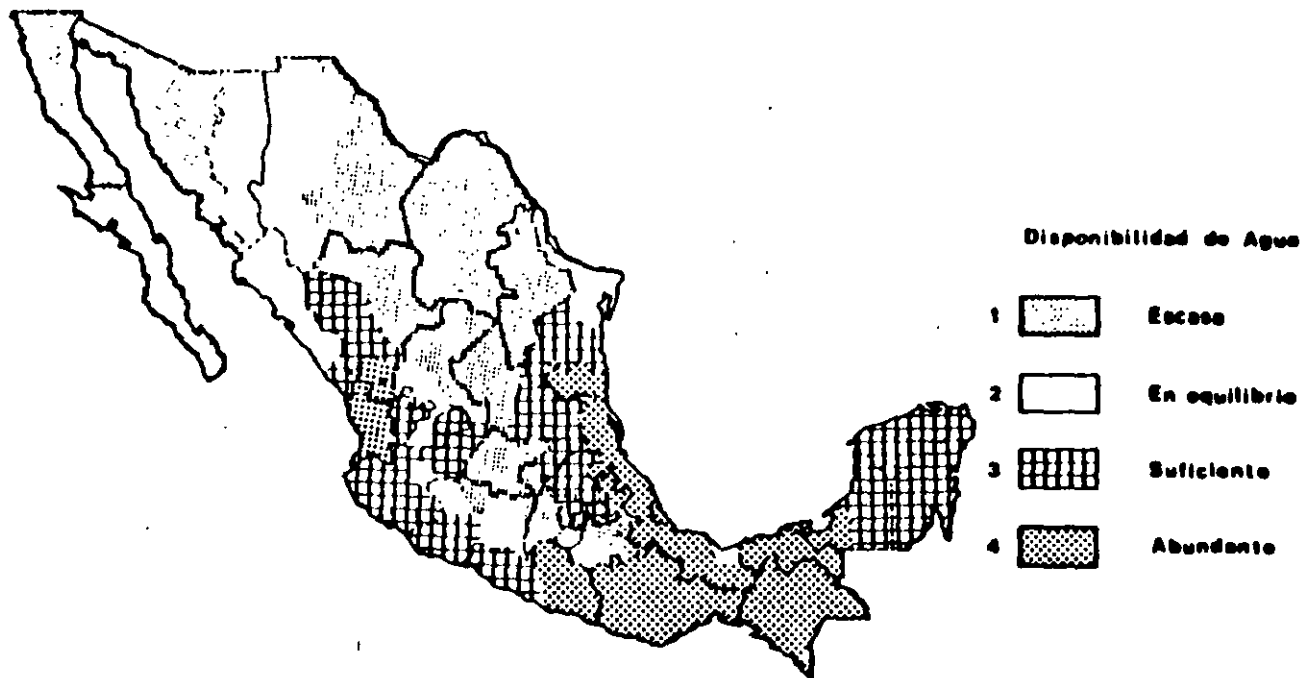 Disponibilidad de Agua
1 Escasa
2 En equilibrio
3 Suficiente
4 Abundante